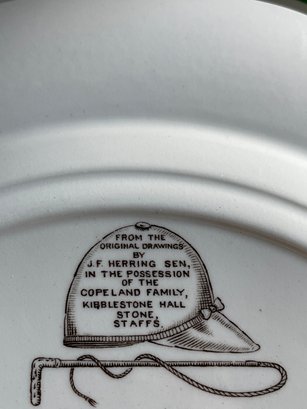 FROM THE
ORIGINAL DRAWINGS
BY
J.F. HERRING SEN,
IN THE POSSESSION
OF THE
COPELAND FAMILY,
KIBBLESTONE HALL
STONE,
STAFFS.